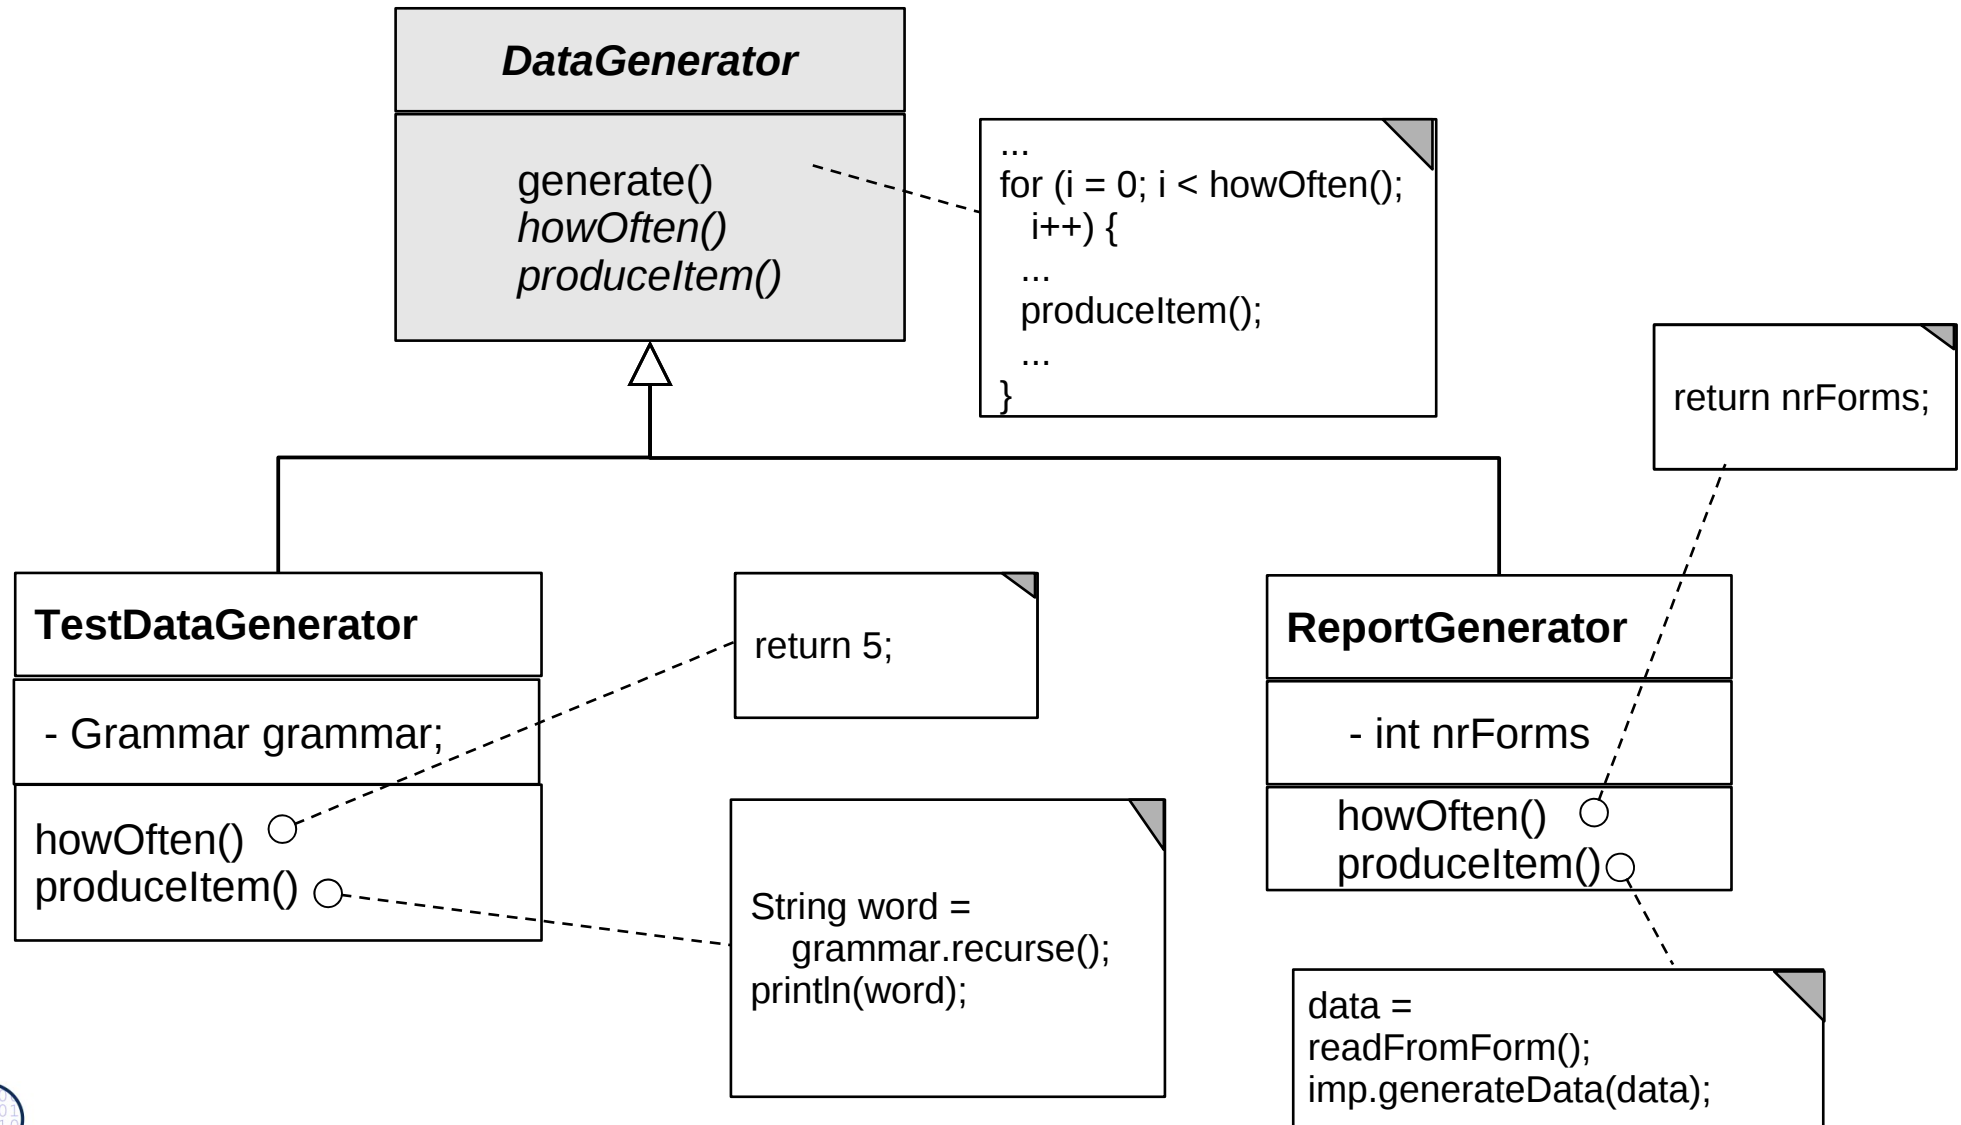 DataGenerator
generate()
howOften()
produceItem()
...
for (i = 0; i < howOften();
i++) {
...
produceItem();
...
}
return nrForms;
TestDataGenerator
- Grammar grammar;
howOften()
produceItem()
return 5;
String word =
grammar.recurse();
println(word);
ReportGenerator
- int nrForms
howOften()
produceItem()
data =
readFromForm();
imp.generateData(data);